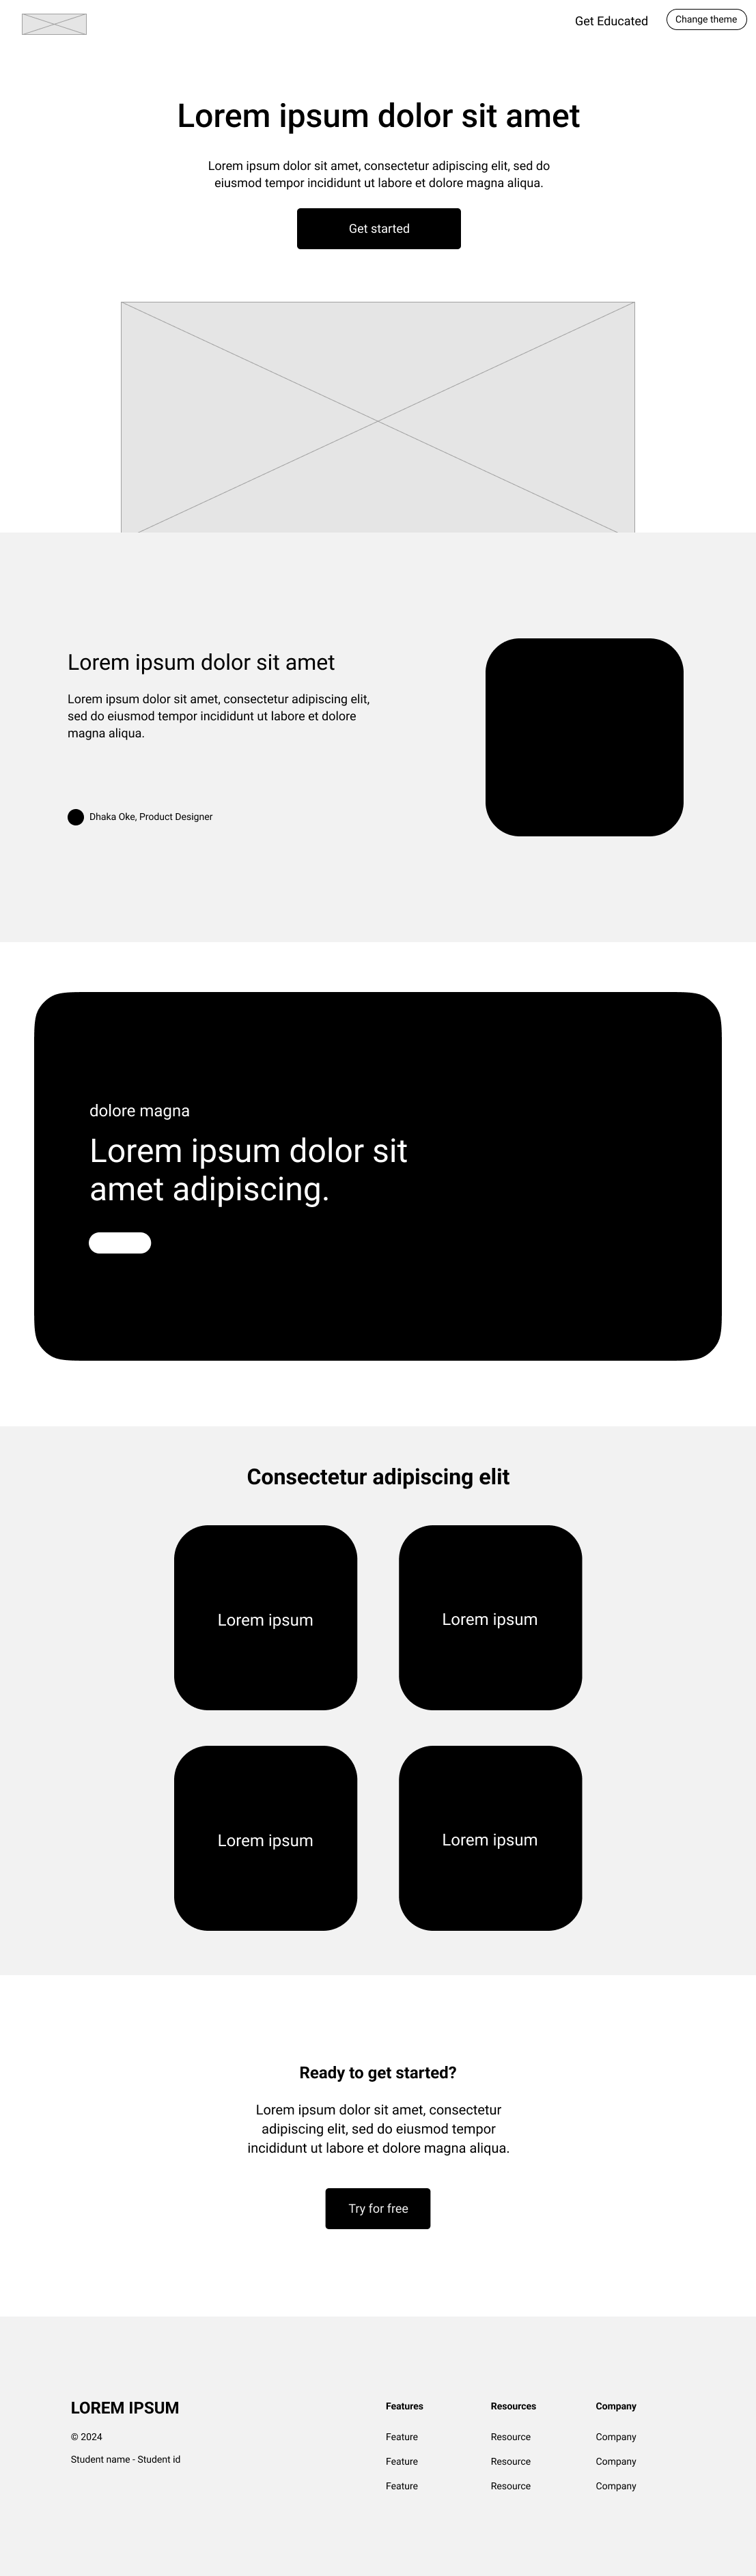 Get Educated
Change theme
Lorem ipsum dolor sit amet
Lorem ipsum dolor sit amet, consectetur adipiscing elit, sed do
eiusmod tempor incididunt ut labore et dolore magna aliqua.
Get started
Lorem ipsum dolor sit amet
Lorem ipsum dolor sit amet, consectetur adipiscing elit,
sed do eiusmod tempor incididunt ut labore et dolore
magna aliqua.
Dhaka Oke, Product Designer
dolore magna
Lorem ipsum dolor sit
amet adipiscing.
Consectetur adipiscing elit
Lorem ipsum
Lorem ipsum
Lorem ipsum
Lorem ipsum
Ready to get started?
Lorem ipsum dolor sit amet, consectetur
adipiscing elit, sed do eiusmod tempor
incididunt ut labore et dolore magna aliqua.
Try for free
LOREM IPSUM
© 2024
Student name - Student id
Features
Feature
Feature
Feature
Resources
Resource
Resource
Resource
Company
Company
Company
Company